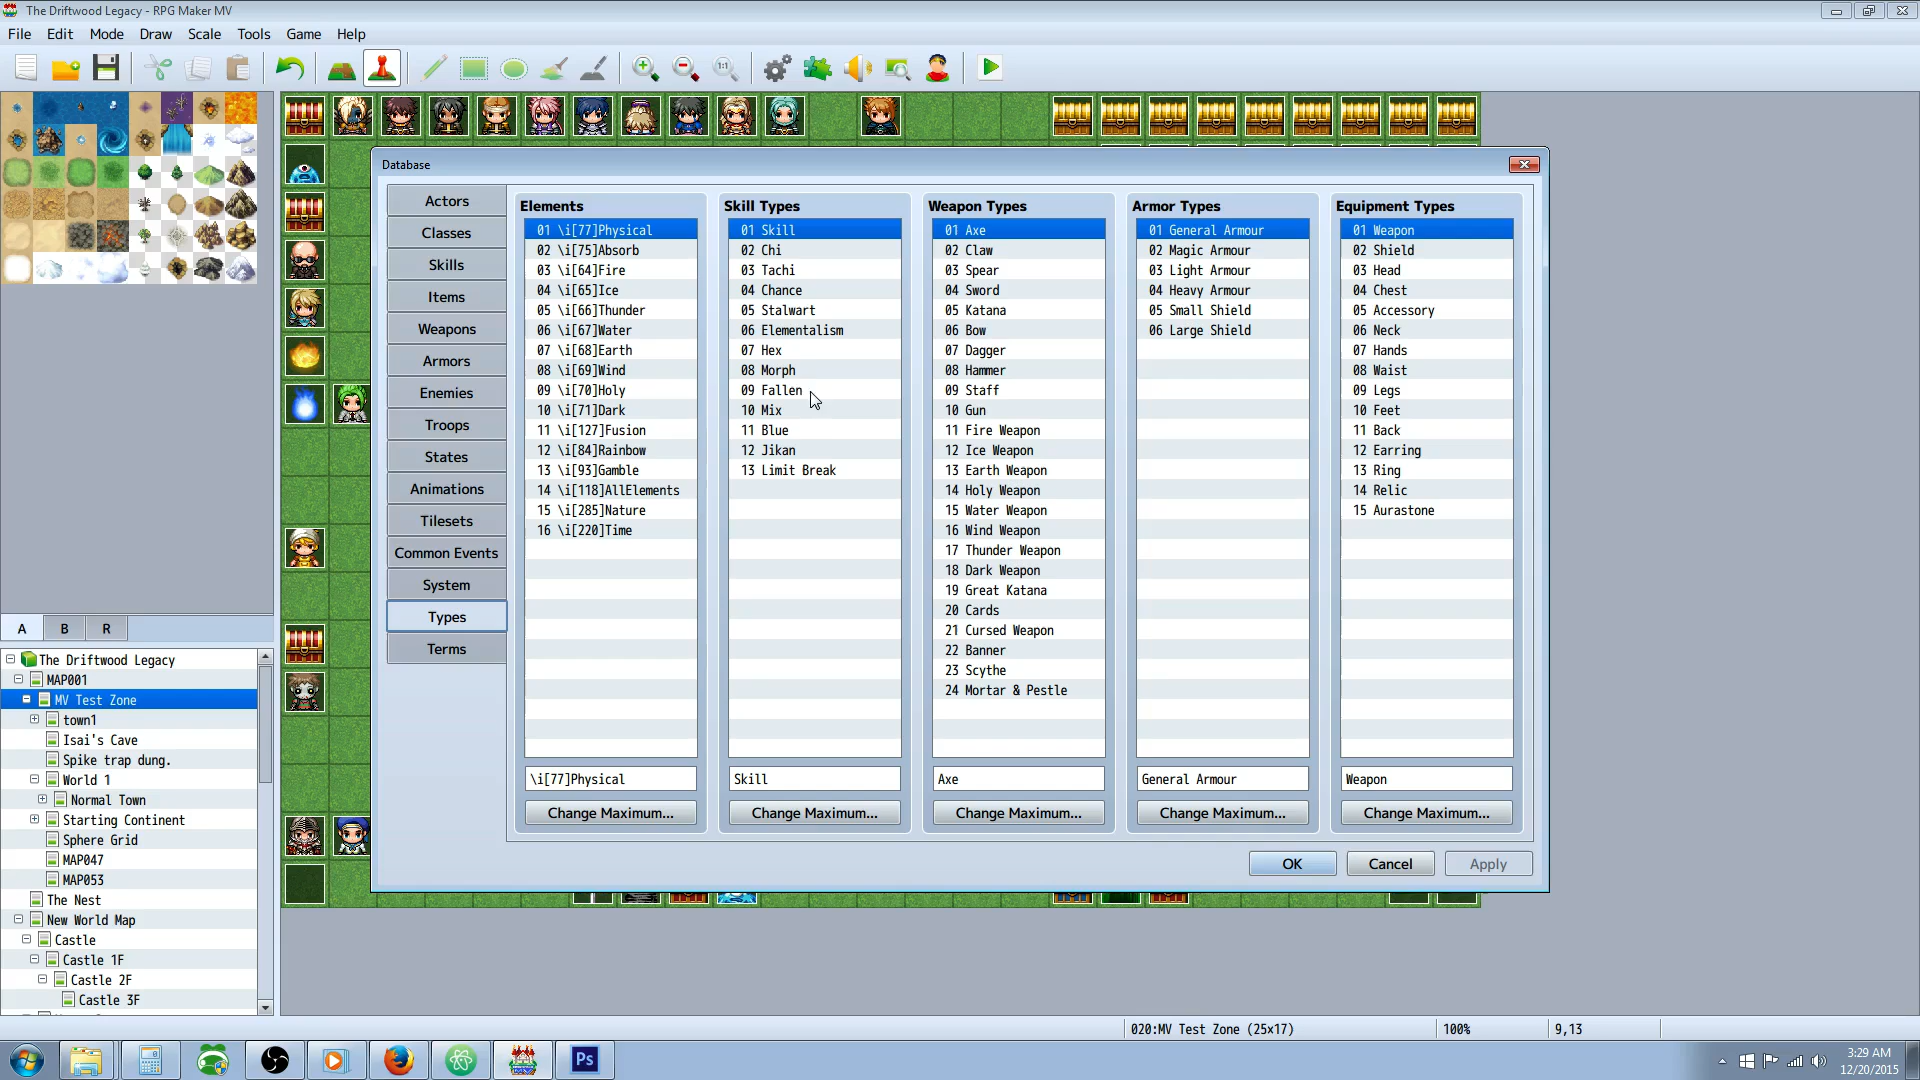 The Driftwood Legacy - RPG Maker MV
File Edit Mode Draw Scale Tools Game Help
1:1
Database
Actors
Classes
Skills
Items
Weapons
Armors
Enemies
Troops
States
Animations
Tilesets
Common Events
System
Types
Terms
Elements
01 \i[77]Physical
02 \i[75]Absorb
03 \i[64]Fire
04 \i[65]Ice
05 \i[66]Thunder
06 \i[67]Water
07 \i[68]Earth
08 \i[69]Wind
09 \i[70]Holy
10 \i[71]Dark
11 \i[127]Fusion
12 \i[84]Rainbow
13 \i[93]Gamble
14 \i[118]AllElements
15 \i[285]Nature
16 \i[220]Time
\i[77]Physical
Change Maximum...
Skill Types
01 Skill
02 Chi
03 Tachi
04 Chance
05 Stalwart
06 Elementalism
07 Hex
08 Morph
09 Fallen
10 Mix
11 Blue
12 Jikan
13 Limit Break
Skill
Change Maximum...
Weapon Types
01 Axe
02 Claw
03 Spear
04 Sword
05 Katana
06 Bow
07 Dagger
08 Hammer
09 Staff
10 Gun
11 Fire Weapon
12 Ice Weapon
13 Earth Weapon
14 Holy Weapon
15 Water Weapon
16 Wind Weapon
17 Thunder Weapon
18 Dark Weapon
19 Great Katana
20 Cards
21 Cursed Weapon
22 Banner
23 Scythe
24 Mortar & Pestle
Axe
Change Maximum...
Armor Types
01 General Armour
02 Magic Armour
03 Light Armour
04 Heavy Armour
05 Small Shield
06 Large Shield
General Armour
Change Maximum...
Equipment Types
01 Weapon
02 Shield
03 Head
04 Chest
05 Accessory
06 Neck
07 Hands
08 Waist
09 Legs
10 Feet
11 Back
12 Earring
13 Ring
14 Relic
15 Aurastone
Weapon
Change Maximum...
OK Cancel Apply
A B R
The Driftwood Legacy
MAP001
MV Test Zone
town1
Isai's Cave
Spike trap dung.
World 1
Normal Town
Starting Continent
Sphere Grid
MAP047
MAP053
The Nest
New World Map
Castle
Castle 1F
Castle 2F
Castle 3F
020:MV Test Zone (25x17) 100% 9,13
Ps
3:29 AM
12/20/2015